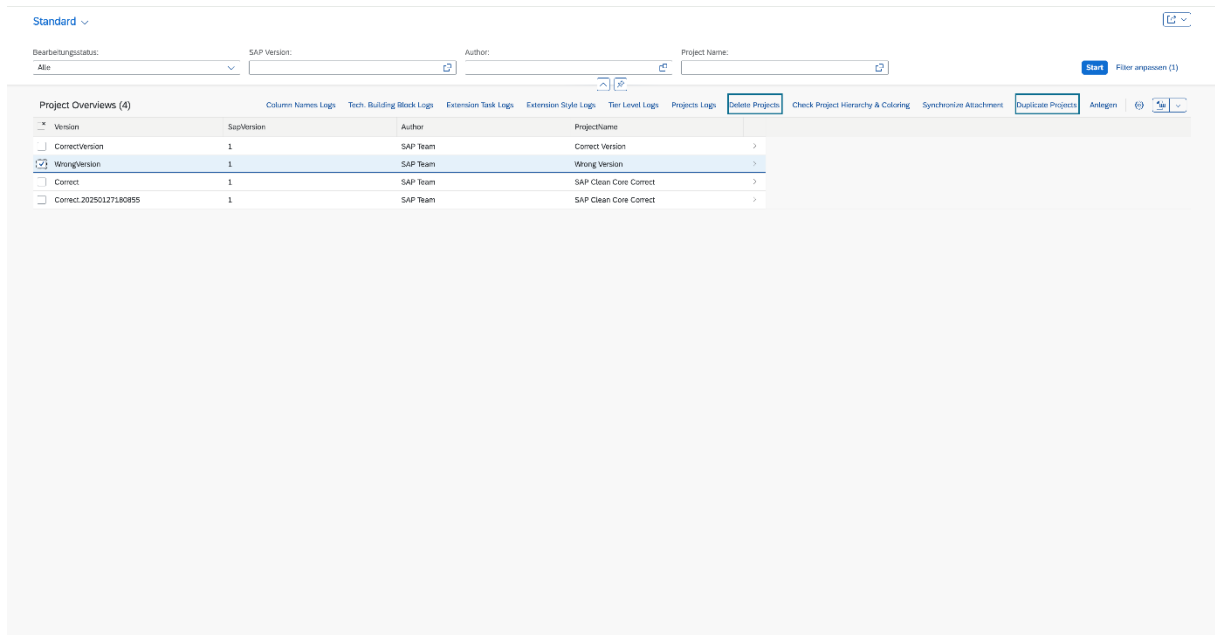 Standard
Bearbeitungsstatus: SAP Version: Author: Project Name:
Alle Start Filter anpassen (1)
Project Overviews (4) Column Names Logs Tech. Building Block Logs Extension Task Logs Extension Style Logs Tier Level Logs Projects Logs Delete Projects Check Project Hierarchy & Coloring Synchronize Attachment Duplicate Projects Anlegen
Version SapVersion Author ProjectName
CorrectVersion 1 SAP Team Correct Version
WrongVersion 1 SAP Team Wrong Version
Correct 1 SAP Team SAP Clean Core Correct
Correct.20250127180855 1 SAP Team SAP Clean Core Correct